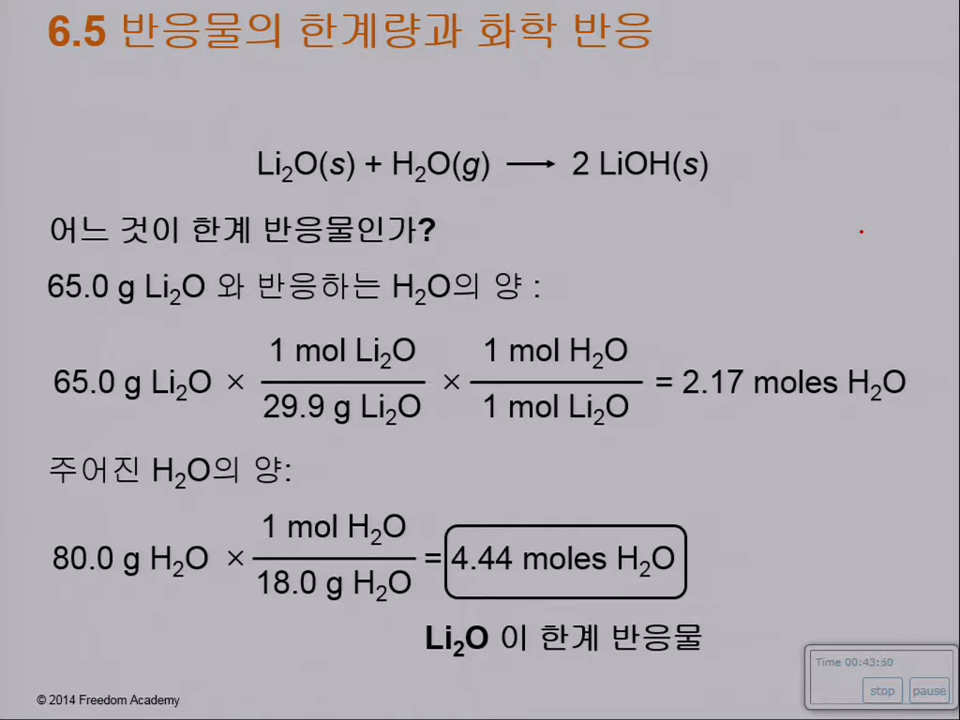 6.5 반응물의 한계량과 화학 반응
Li₂O(s) + H₂O(g) ⟶ 2 LiOH(s)
어느 것이 한계 반응물인가?
65.0 g Li₂O 와 반응하는 H₂O의 양 :
65.0 g Li₂O × 1 mol Li₂O / 29.9 g Li₂O × 1 mol H₂O / 1 mol Li₂O = 2.17 moles H₂O
주어진 H₂O의 양:
80.0 g H₂O × 1 mol H₂O / 18.0 g H₂O = 4.44 moles H₂O
Li₂O 이 한계 반응물
Time 00:43:50
stop pause
© 2014 Freedom Academy